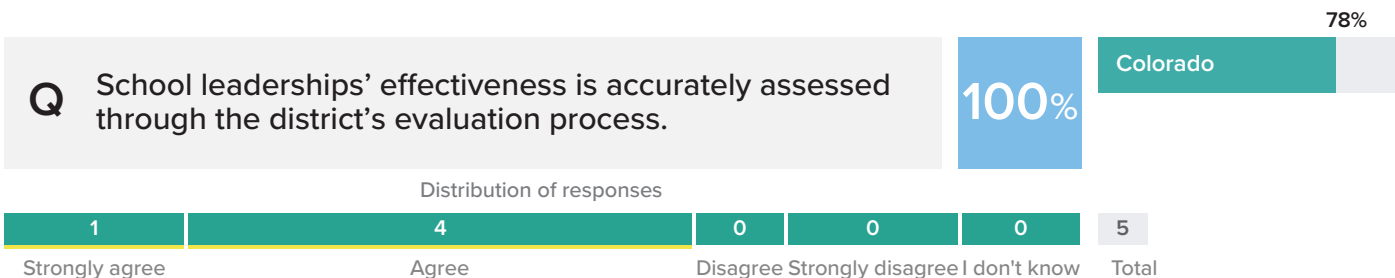 78%
Q School leaderships’ effectiveness is accurately assessed
through the district’s evaluation process.
100%
Colorado
Distribution of responses
1 4 0 0 0 5
Strongly agree Agree Disagree Strongly disagree I don't know Total